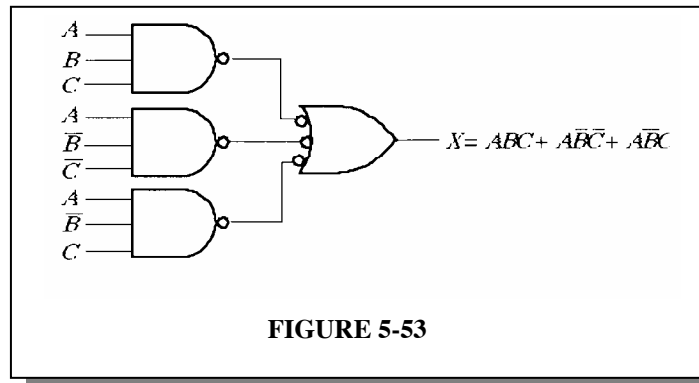 A
B
C
A
B̅
C̅
A
B̅
C
X = ABC + AB̅C̅ + AB̅C
FIGURE 5-53